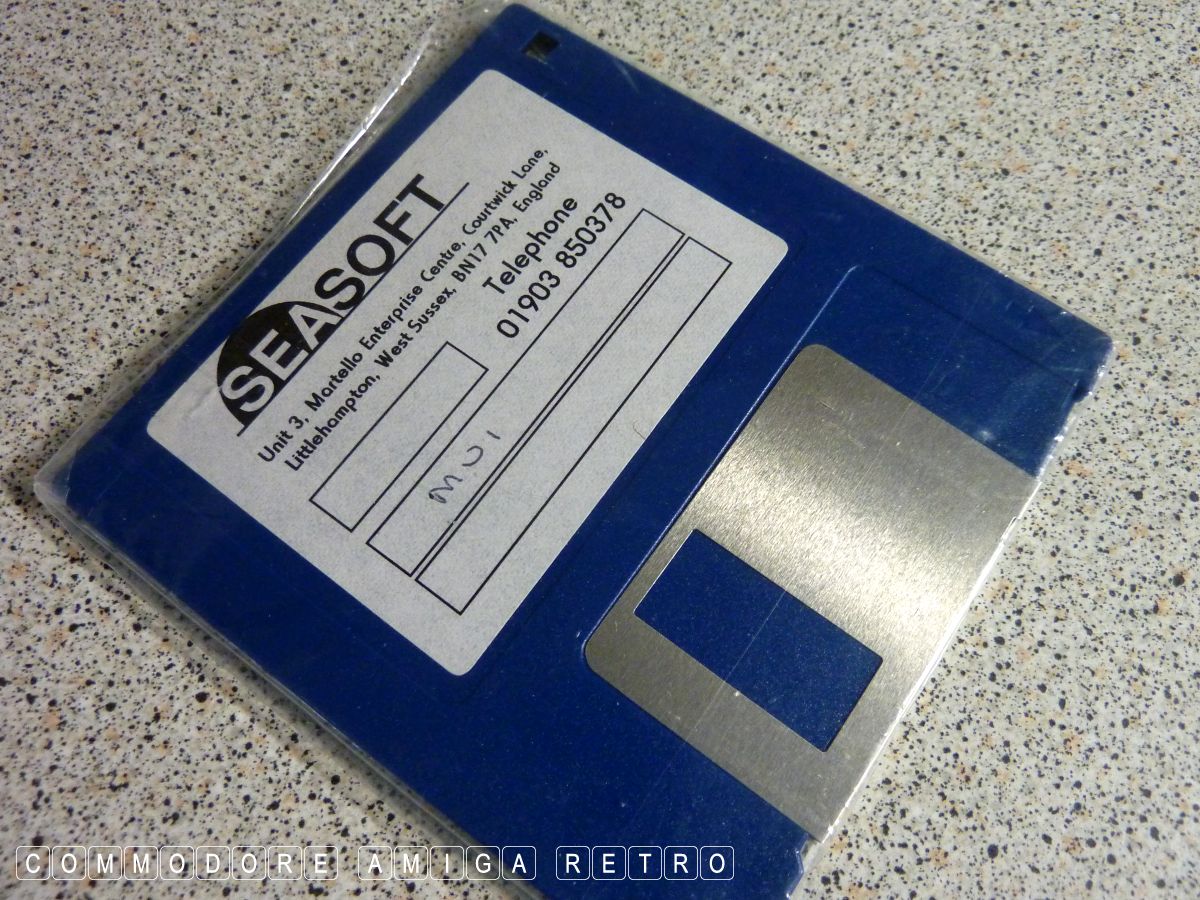 SEASOFT
Unit 3, Martello Enterprise Centre, Courtwick Lane,
Littlehampton, West Sussex, BN17 7PA, England
Telephone
01903 850378
MUI
COMMODORE AMIGA RETRO